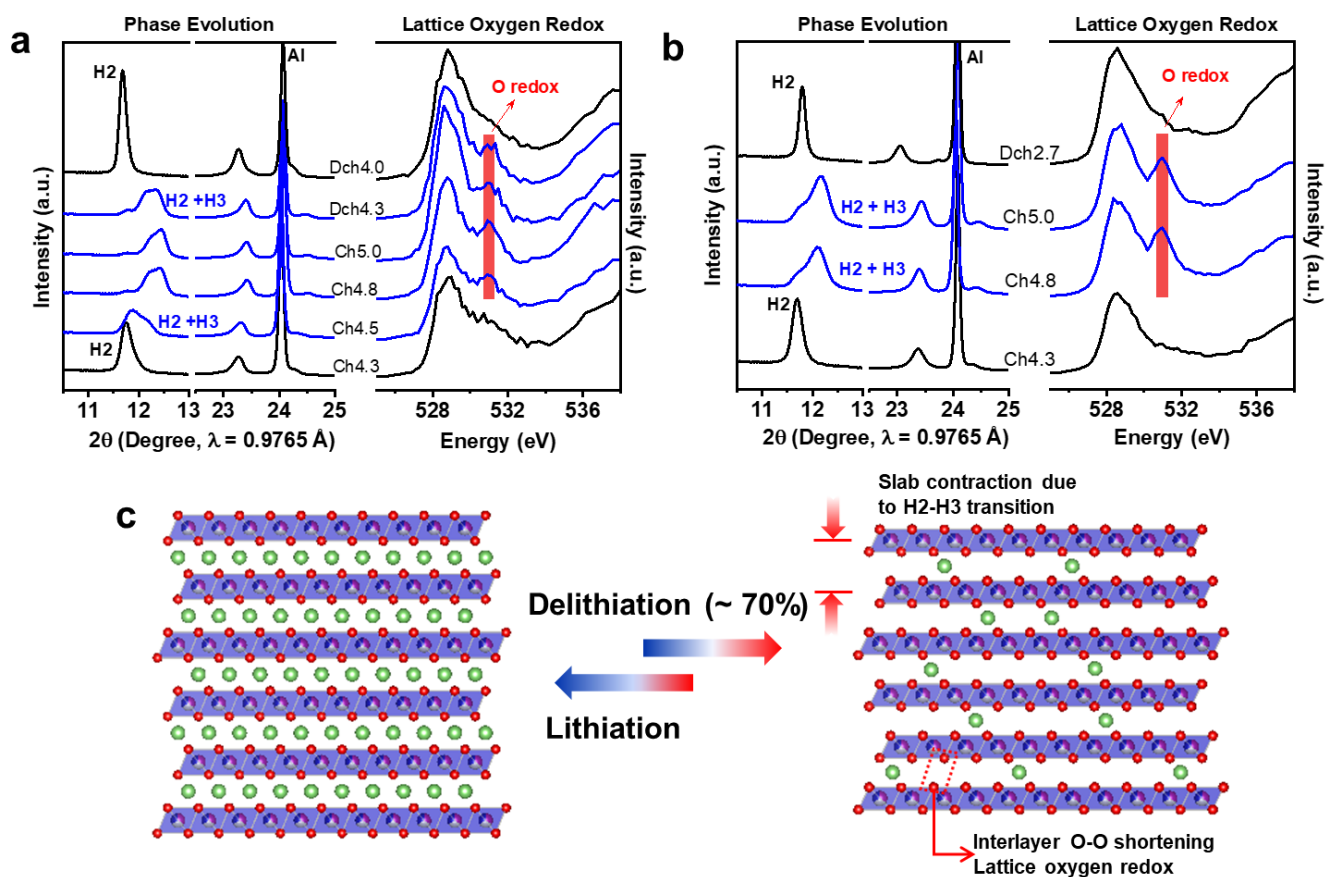 a
Phase Evolution
Lattice Oxygen Redox
H2
Al
O redox
Dch4.0
H2 +H3
Dch4.3
Ch5.0
Ch4.8
H2 +H3
Ch4.5
H2
Ch4.3
Intensity (a.u.)
Intensity (a.u.)
11 12 13 23 24 25
528 532 536
2θ (Degree, λ = 0.9765 Å)
Energy (eV)
b
Phase Evolution
Lattice Oxygen Redox
H2
Al
O redox
Dch2.7
H2 + H3
Ch5.0
H2 + H3
Ch4.8
H2
Ch4.3
Intensity (a.u.)
Intensity (a.u.)
11 12 13 23 24 25
528 532 536
2θ (Degree, λ = 0.9765 Å)
Energy (eV)
c
Delithiation (~ 70%)
Lithiation
Slab contraction due
to H2-H3 transition
Interlayer O-O shortening
Lattice oxygen redox